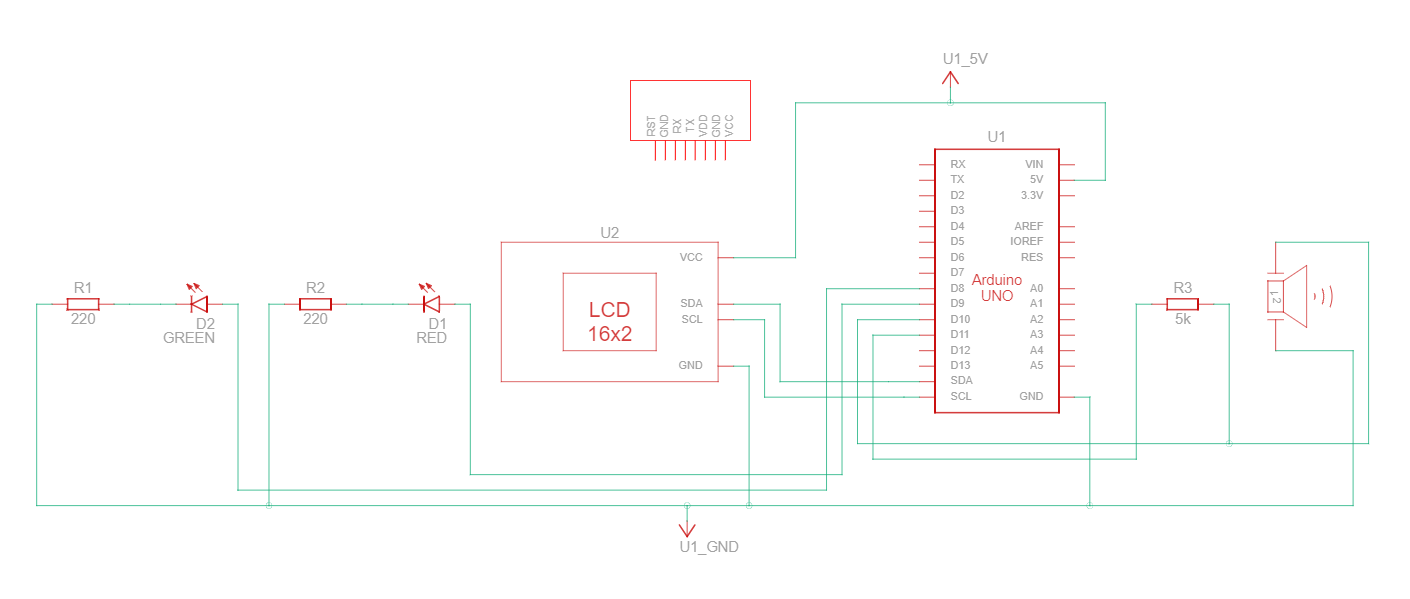 U1_5V
RST
GND
RX
TX
VDD
GND
VCC
U1
RX
TX
D2
D3
D4
D5
D6
D7
D8
D9
D10
D11
D12
D13
SDA
SCL
VIN
5V
3.3V
AREF
IOREF
RES
A0
A1
A2
A3
A4
A5
GND
Arduino
UNO
U2
VCC
SDA
SCL
GND
LCD
16x2
R1
220
D2
GREEN
R2
220
D1
RED
R3
5k
1
2
U1_GND